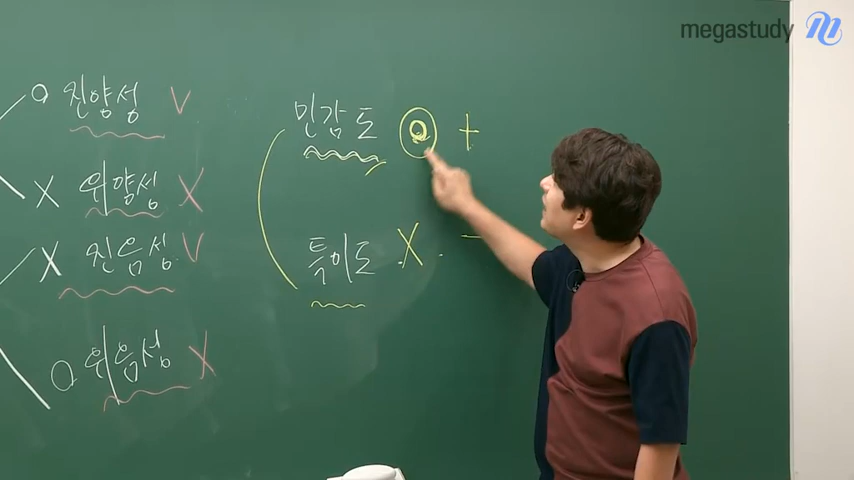 megastudy
O 진양성 V
X 위양성 X
X 진음성 V
O 위음성 X
민감도 O +
특이도 X -